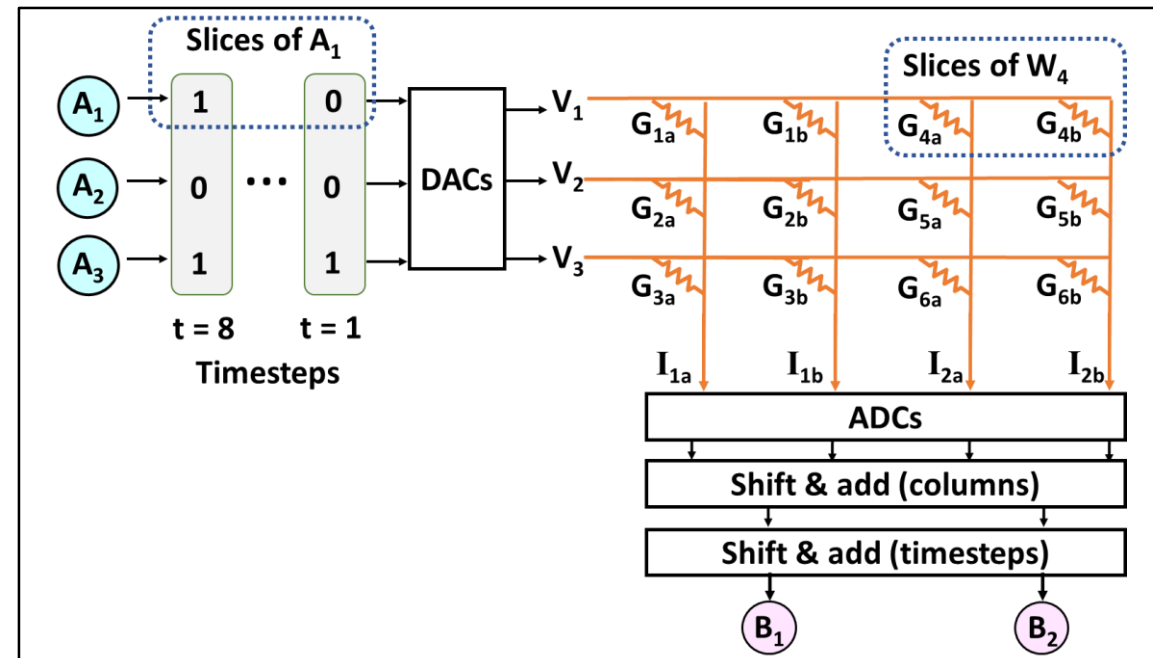 Slices of A₁
Slices of W₄
A₁ 1 0 V₁
G₁ₐ G₁b G₄ₐ G₄b
A₂ 0 ... 0 DACs V₂
G₂ₐ G₂b G₅ₐ G₅b
A₃ 1 1 V₃
G₃ₐ G₃b G₆ₐ G₆b
t = 8 t = 1
Timesteps
I₁ₐ I₁b I₂ₐ I₂b
ADCs
Shift & add (columns)
Shift & add (timesteps)
B₁ B₂